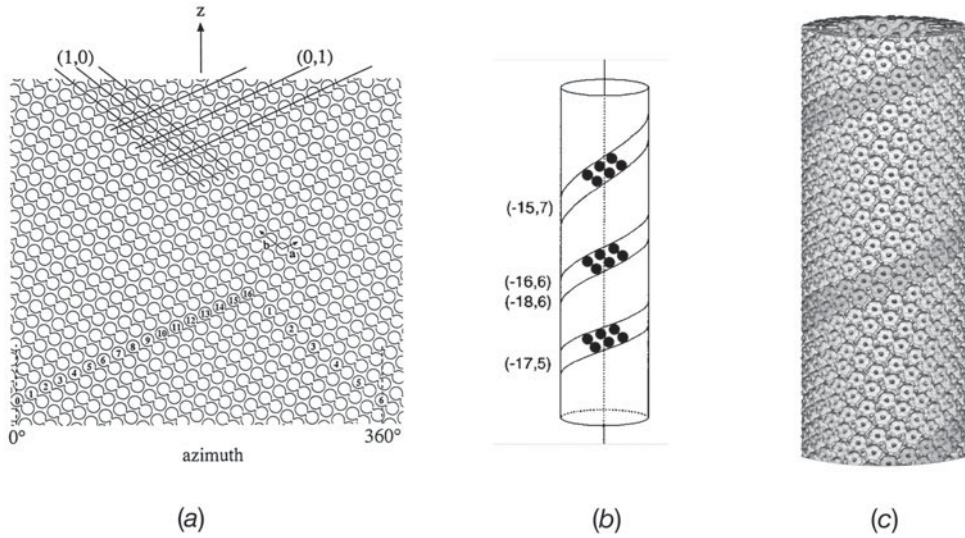 z
(1,0)
(0,1)
b
a
0 1 2 3 4 5 6 7 8 9 10 11 12 13 14 15 16
1
2
3
4
5
6
0°
360°
azimuth
(a)
(-15,7)
(-16,6)
(-18,6)
(-17,5)
(b)
(c)